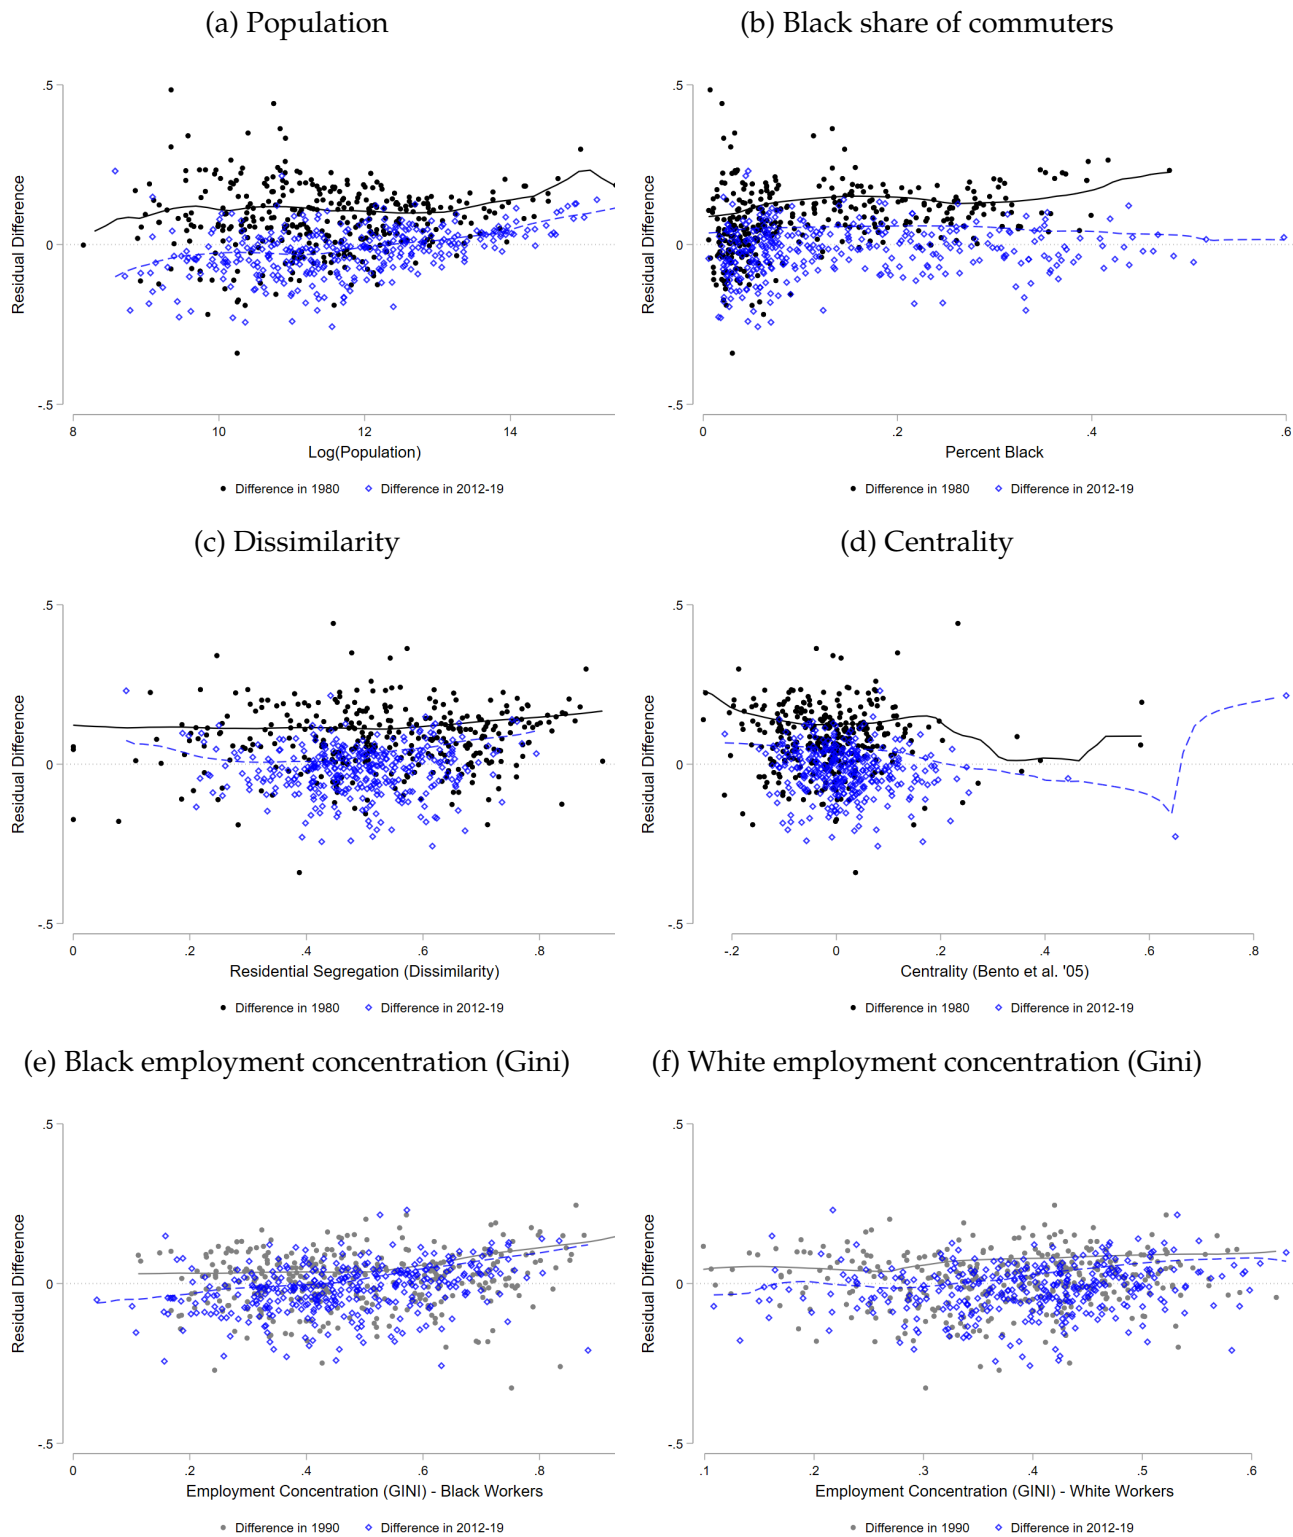 (a) Population
.5
0
-.5
Residual Difference
8 10 12 14
Log(Population)
Difference in 1980 Difference in 2012-19
(b) Black share of commuters
.5
0
-.5
Residual Difference
0 .2 .4 .6
Percent Black
Difference in 1980 Difference in 2012-19
(c) Dissimilarity
.5
0
-.5
Residual Difference
0 .2 .4 .6 .8
Residential Segregation (Dissimilarity)
Difference in 1980 Difference in 2012-19
(d) Centrality
.5
0
-.5
Residual Difference
-.2 0 .2 .4 .6 .8
Centrality (Bento et al. '05)
Difference in 1980 Difference in 2012-19
(e) Black employment concentration (Gini)
.5
0
-.5
Residual Difference
0 .2 .4 .6 .8
Employment Concentration (GINI) - Black Workers
Difference in 1990 Difference in 2012-19
(f) White employment concentration (Gini)
.5
0
-.5
Residual Difference
.1 .2 .3 .4 .5 .6
Employment Concentration (GINI) - White Workers
Difference in 1990 Difference in 2012-19